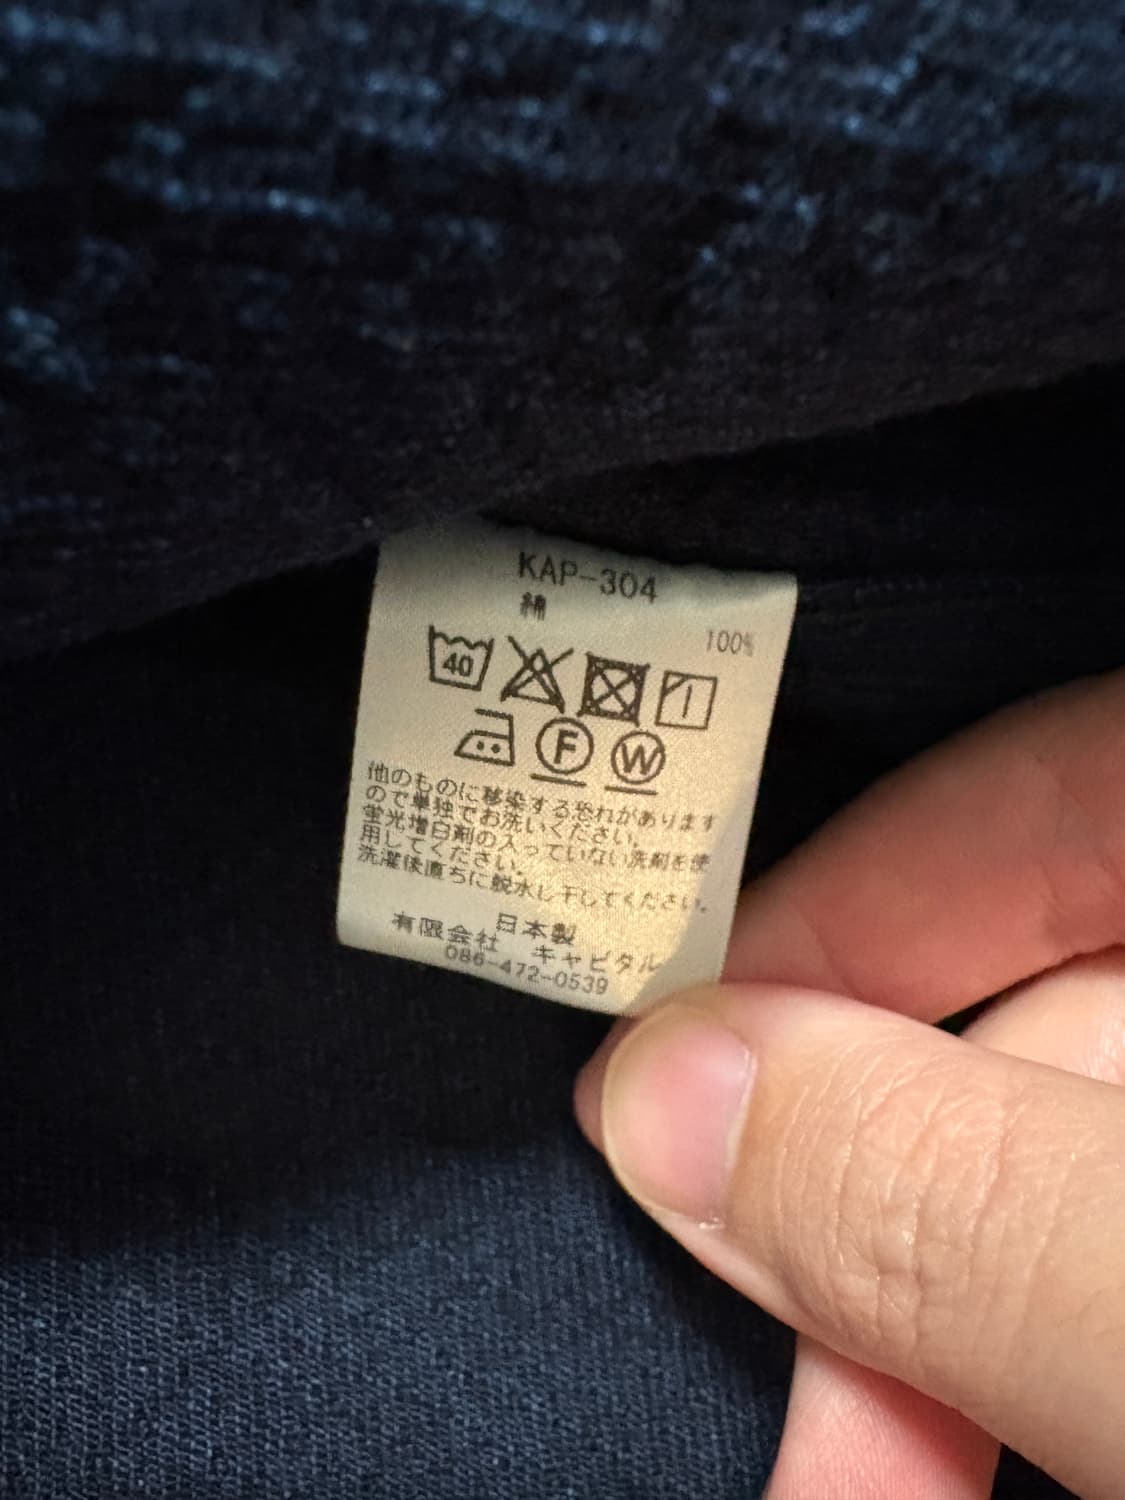 KAP-304
綿
100%
40
F W
他のものに移染する恐れがあります
ので単独でお洗いください。
蛍光増白剤の入っていない洗剤を使
用してください。
洗濯後直ちに脱水し干してください。
日本製
有限会社 キャピタル
086-472-0539